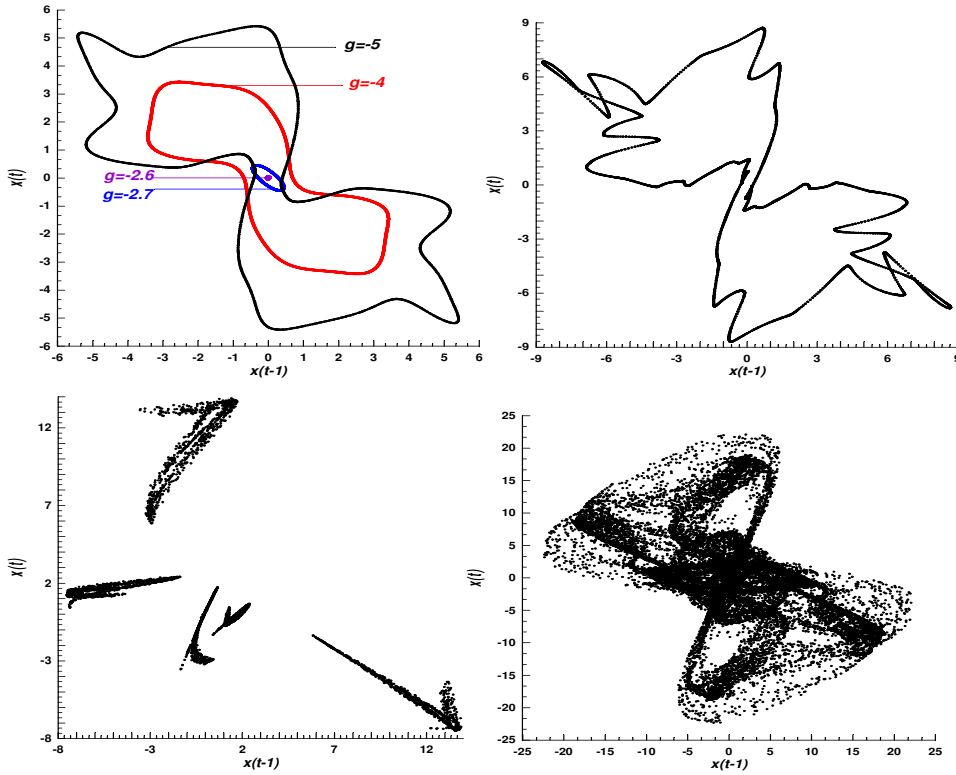 6
5
4
3
2
1
0
-1
-2
-3
-4
-5
-6
x(t)
g=-5
g=-4
g=-2.6
g=-2.7
-6 -5 -4 -3 -2 -1 0 1 2 3 4 5 6
x(t-1)
9
6
3
0
-3
-6
-9
x(t)
-9 -6 -3 0 3 6 9
x(t-1)
12
7
2
-3
-8
x(t)
-8 -3 2 7 12
x(t-1)
25
20
15
10
5
0
-5
-10
-15
-20
-25
x(t)
-25 -20 -15 -10 -5 0 5 10 15 20 25
x(t-1)